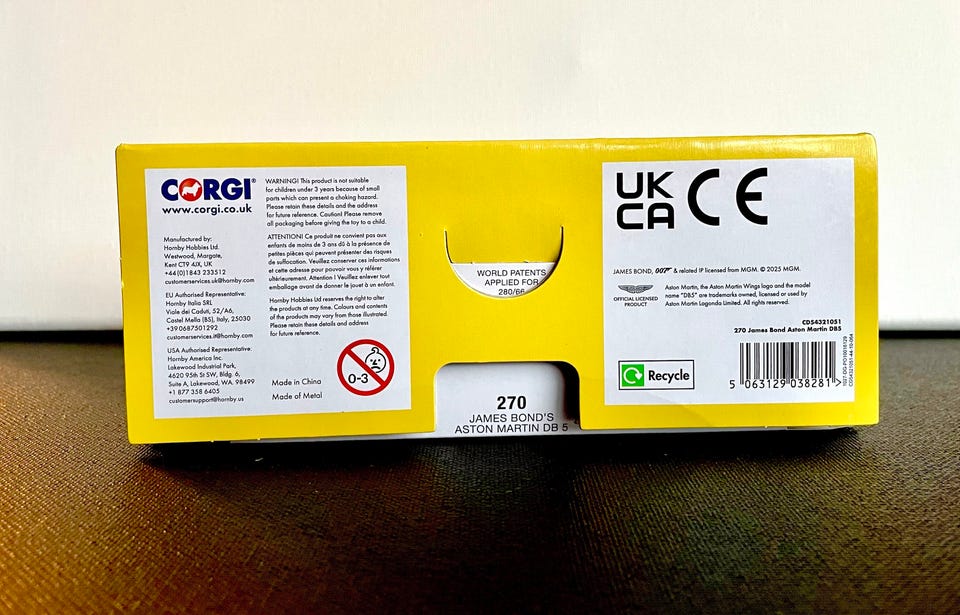 CORGI®
www.corgi.co.uk
Manufactured by:
Hornby Hobbies Ltd.
Westwood, Margate,
Kent CT9 4JX, UK
+44(0)1843 233512
customerservices.uk@hornby.com
EU Authorised Representative:
Hornby Italia SRL
Viale dei Caduti, 52/A6,
Castel Mella (BS), Italy, 25030
+390687501292
customerservices.it@hornby.com
USA Authorised Representative:
Hornby America Inc.
Lakewood Industrial Park,
4620 95th St SW, Bldg. 6,
Suite A, Lakewood, WA. 98499
+1 877 358 6405
customersupport@hornby.us
WARNING! This product is not suitable
for children under 3 years because of small
parts which can present a choking hazard.
Please retain these details and the address
for future reference. Caution! Please remove
all packaging before giving the toy to a child.
ATTENTION! Ce produit ne convient pas aux
enfants de moins de 3 ans dû à la présence de
petites pièces qui peuvent présenter des risques
de suffocation. Veuillez conserver ces informations
et cette adresse pour pouvoir vous y référer
ultérieurement. Attention ! Veuillez enlever tout
emballage avant de donner le jouet à un enfant.
Hornby Hobbies Ltd reserves the right to alter
the products at any time. Colours and contents
of the products may vary from those illustrated.
Please retain these details and address
for future reference.
Made in China
Made of Metal
0-3
WORLD PATENTS
APPLIED FOR
280/66
270
JAMES BOND'S
ASTON MARTIN DB 5
UK
CA CE
JAMES BOND, 007 & related IP licensed from MGM. © 2025 MGM.
OFFICIAL LICENSED
PRODUCT
Aston Martin, the Aston Martin Wings logo and the model
name "DB5" are trademarks owned, licensed or used by
Aston Martin Lagonda Limited. All rights reserved.
CD54321051
270 James Bond Aston Martin DB5
Recycle
5 063129 038281 >